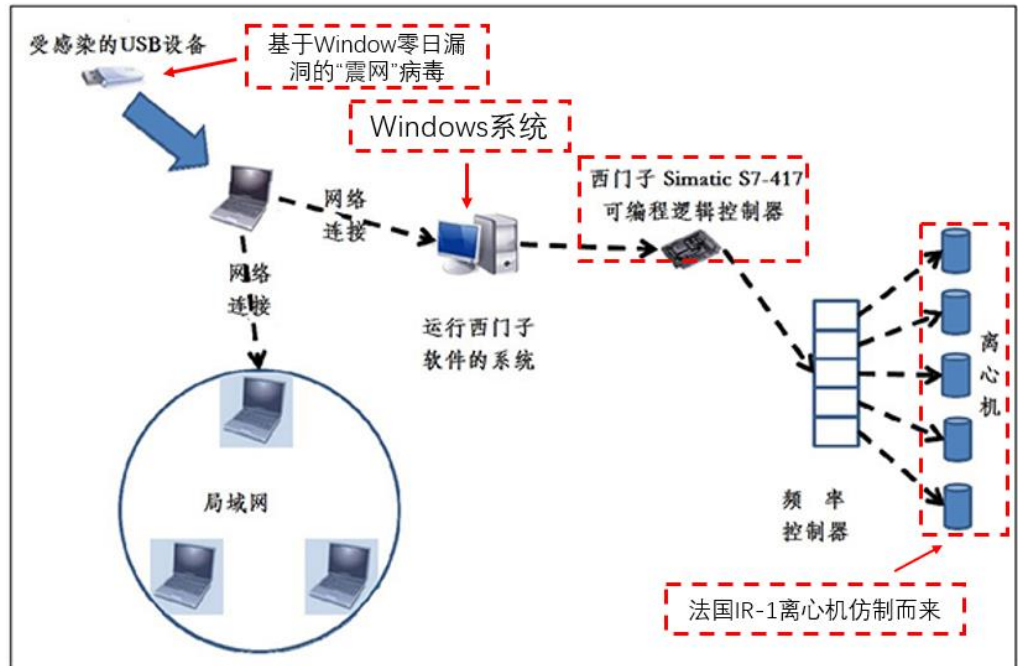 受感染的USB设备
基于Window零日漏
洞的“震网”病毒
Windows系统
西门子 Simatic S7-417
可编程逻辑控制器
网络
连接
网络
连接
运行西门子
软件的系统
离
心
机
局域网
频 率
控制器
法国IR-1离心机仿制而来